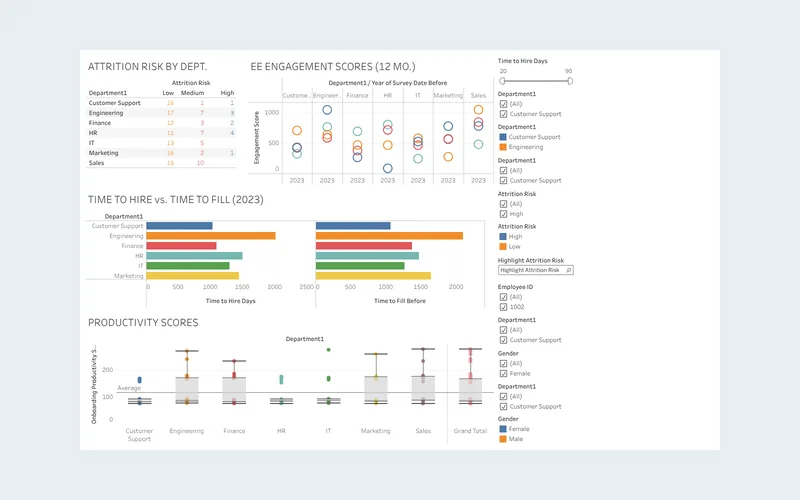 ATTRITION RISK BY DEPT.
Attrition Risk
Department1 Low Medium High
Customer Support 16 1 1
Engineering 17 7 3
Finance 12 3 2
HR 11 7 4
IT 13 5
Marketing 16 2 1
Sales 16 10
EE ENGAGEMENT SCORES (12 MO.)
Department1 / Year of Survey Date Before
Custome.. Engineer.. Finance HR IT Marketing Sales
Engagement Score
1000
500
0
2023 2023 2023 2023 2023 2023 2023
TIME TO HIRE vs. TIME TO FILL (2023)
Department1
Customer Support
Engineering
Finance
HR
IT
Marketing
0 500 1000 1500 2000 2500 0 500 1000 1500 2000
Time to Hire Days Time to Fill Before
PRODUCTIVITY SCORES
Department1
Onboarding Productivity S..
200
Average
100
0
Customer Support Engineering Finance HR IT Marketing Sales Grand Total
Time to Hire Days
20 90
Department1
(All)
Customer Support
Department1
Customer Support
Engineering
Department1
(All)
Customer Support
Attrition Risk
(All)
High
Attrition Risk
High
Low
Highlight Attrition Risk
Highlight Attrition Risk
Employee ID
(All)
1002
Department1
(All)
Customer Support
Gender
(All)
Female
Department1
(All)
Customer Support
Gender
Female
Male